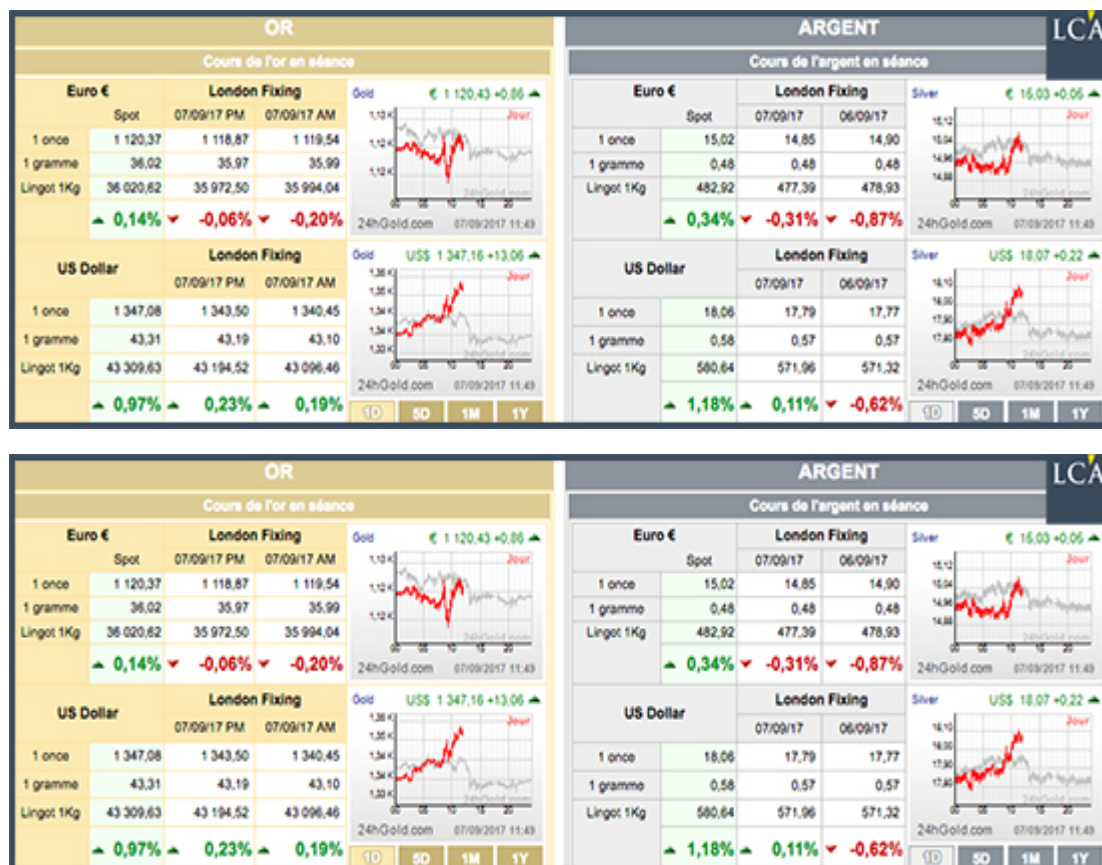 OR
Cours de l'or en séance
Euro € London Fixing
Spot 07/09/17 PM 07/09/17 AM
1 once 1 120,37 1 118,87 1 119,54
1 gramme 36,02 35,97 35,99
Lingot 1Kg 36 020,62 35 972,50 35 994,04
0,14% -0,06% -0,20%
Gold € 1 120,43 +0,86
Jour
24hGold.com 07/09/2017 11:49
US Dollar London Fixing
07/09/17 PM 07/09/17 AM
1 once 1 347,08 1 343,50 1 340,45
1 gramme 43,31 43,19 43,10
Lingot 1Kg 43 309,63 43 194,52 43 096,46
0,97% 0,23% 0,19%
Gold US$ 1 347,16 +13,06
Jour
24hGold.com 07/09/2017 11:49
1D 5D 1M 1Y
ARGENT
LCA
Cours de l'argent en séance
Euro € London Fixing
Spot 07/09/17 06/09/17
1 once 15,02 14,85 14,90
1 gramme 0,48 0,48 0,48
Lingot 1Kg 482,92 477,39 478,93
0,34% -0,31% -0,87%
Silver € 15,03 +0,05
Jour
24hGold.com 07/09/2017 11:49
US Dollar London Fixing
07/09/17 06/09/17
1 once 18,06 17,79 17,77
1 gramme 0,58 0,57 0,57
Lingot 1Kg 580,64 571,96 571,32
1,18% 0,11% -0,62%
Silver US$ 18,07 +0,22
Jour
24hGold.com 07/09/2017 11:49
1D 5D 1M 1Y
OR
Cours de l'or en séance
Euro € London Fixing
Spot 07/09/17 PM 07/09/17 AM
1 once 1 120,37 1 118,87 1 119,54
1 gramme 36,02 35,97 35,99
Lingot 1Kg 36 020,62 35 972,50 35 994,04
0,14% -0,06% -0,20%
Gold € 1 120,43 +0,86
Jour
24hGold.com 07/09/2017 11:49
US Dollar London Fixing
07/09/17 PM 07/09/17 AM
1 once 1 347,08 1 343,50 1 340,45
1 gramme 43,31 43,19 43,10
Lingot 1Kg 43 309,63 43 194,52 43 096,46
0,97% 0,23% 0,19%
Gold US$ 1 347,16 +13,06
Jour
24hGold.com 07/09/2017 11:49
1D 5D 1M 1Y
ARGENT
LCA
Cours de l'argent en séance
Euro € London Fixing
Spot 07/09/17 06/09/17
1 once 15,02 14,85 14,90
1 gramme 0,48 0,48 0,48
Lingot 1Kg 482,92 477,39 478,93
0,34% -0,31% -0,87%
Silver € 15,03 +0,05
Jour
24hGold.com 07/09/2017 11:49
US Dollar London Fixing
07/09/17 06/09/17
1 once 18,06 17,79 17,77
1 gramme 0,58 0,57 0,57
Lingot 1Kg 580,64 571,96 571,32
1,18% 0,11% -0,62%
Silver US$ 18,07 +0,22
Jour
24hGold.com 07/09/2017 11:49
1D 5D 1M 1Y